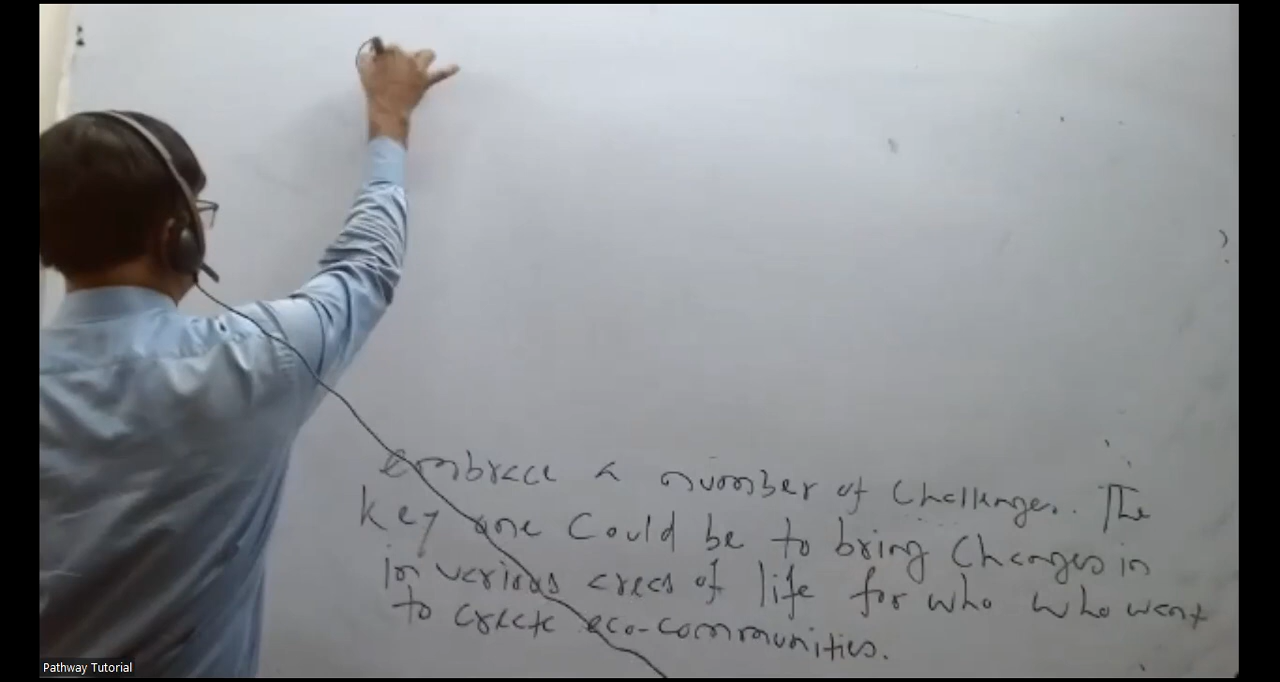 embrace a number of challenges. The
key one could be to bring changes in
in various areas of life for who who want
to create eco-communities.
Pathway Tutorial